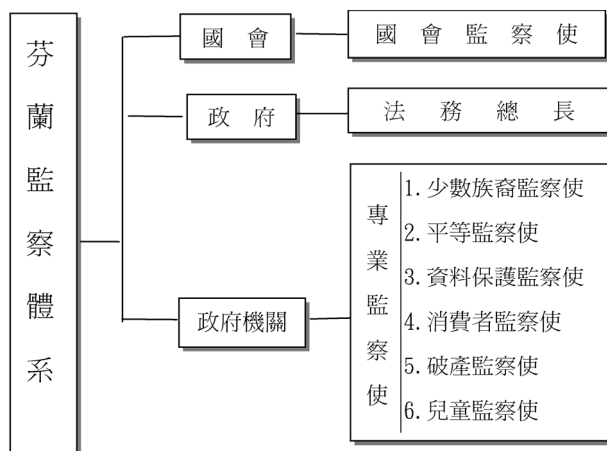 芬蘭監察體系
國會
國會監察使
政府
法務總長
政府機關
專業監察使
1.少數族裔監察使
2.平等監察使
3.資料保護監察使
4.消費者監察使
5.破產監察使
6.兒童監察使